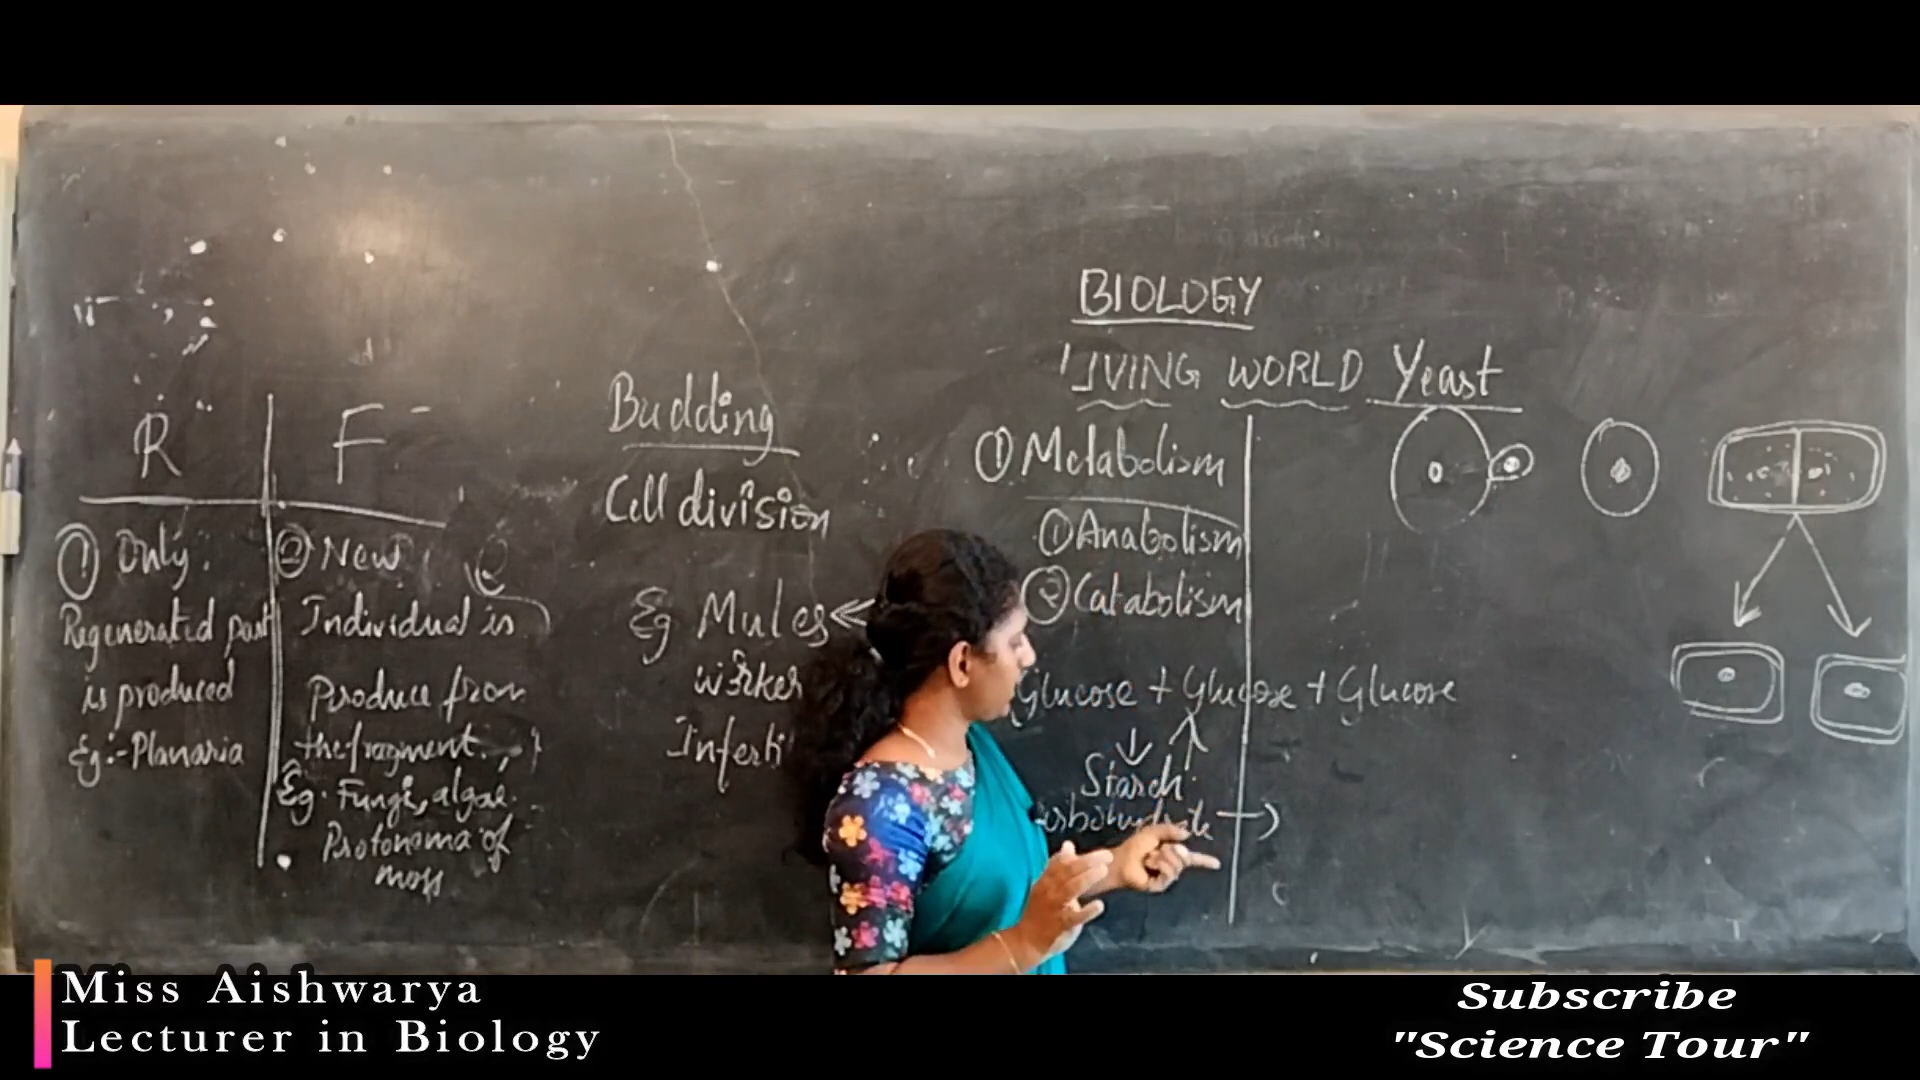 BIOLOGY
LIVING WORLD Yeast
R F
① Only
Regenerated part
is produced
Eg:- Planaria
② New
Individual is
Produce from
the fragment.
Eg. Fungi, algae.
Protonema of
moss
Budding
Cell division
Eg Mules
Inferti
① Metabolism
① Anabolism
② Catabolism
Glucose + Glucose + Glucose
Starch
Miss Aishwarya
Lecturer in Biology
Subscribe
"Science Tour"